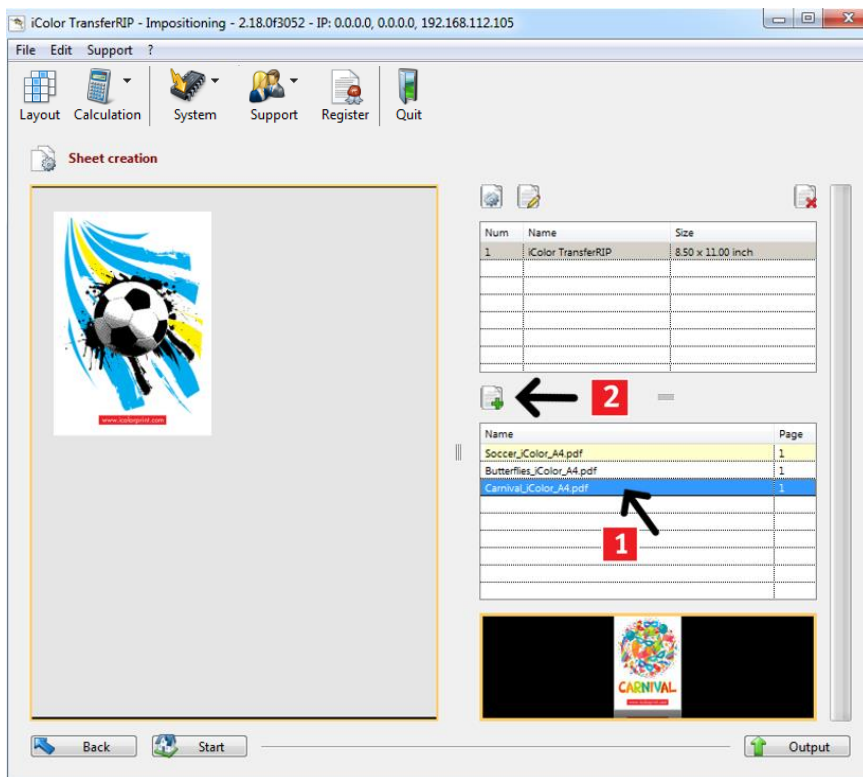 iColor TransferRIP - Impositioning - 2.18.0f3052 - IP: 0.0.0.0, 0.0.0.0, 192.168.112.105
File Edit Support ?
Layout Calculation System Support Register Quit
Sheet creation
Num Name Size
1 iColor TransferRIP 8.50 x 11.00 inch
www.icolorprint.com
2
Name Page
Soccer_iColor_A4.pdf 1
Butterflies_iColor_A4.pdf 1
Carnival_iColor_A4.pdf 1
1
CARNIVAL
Back Start Output